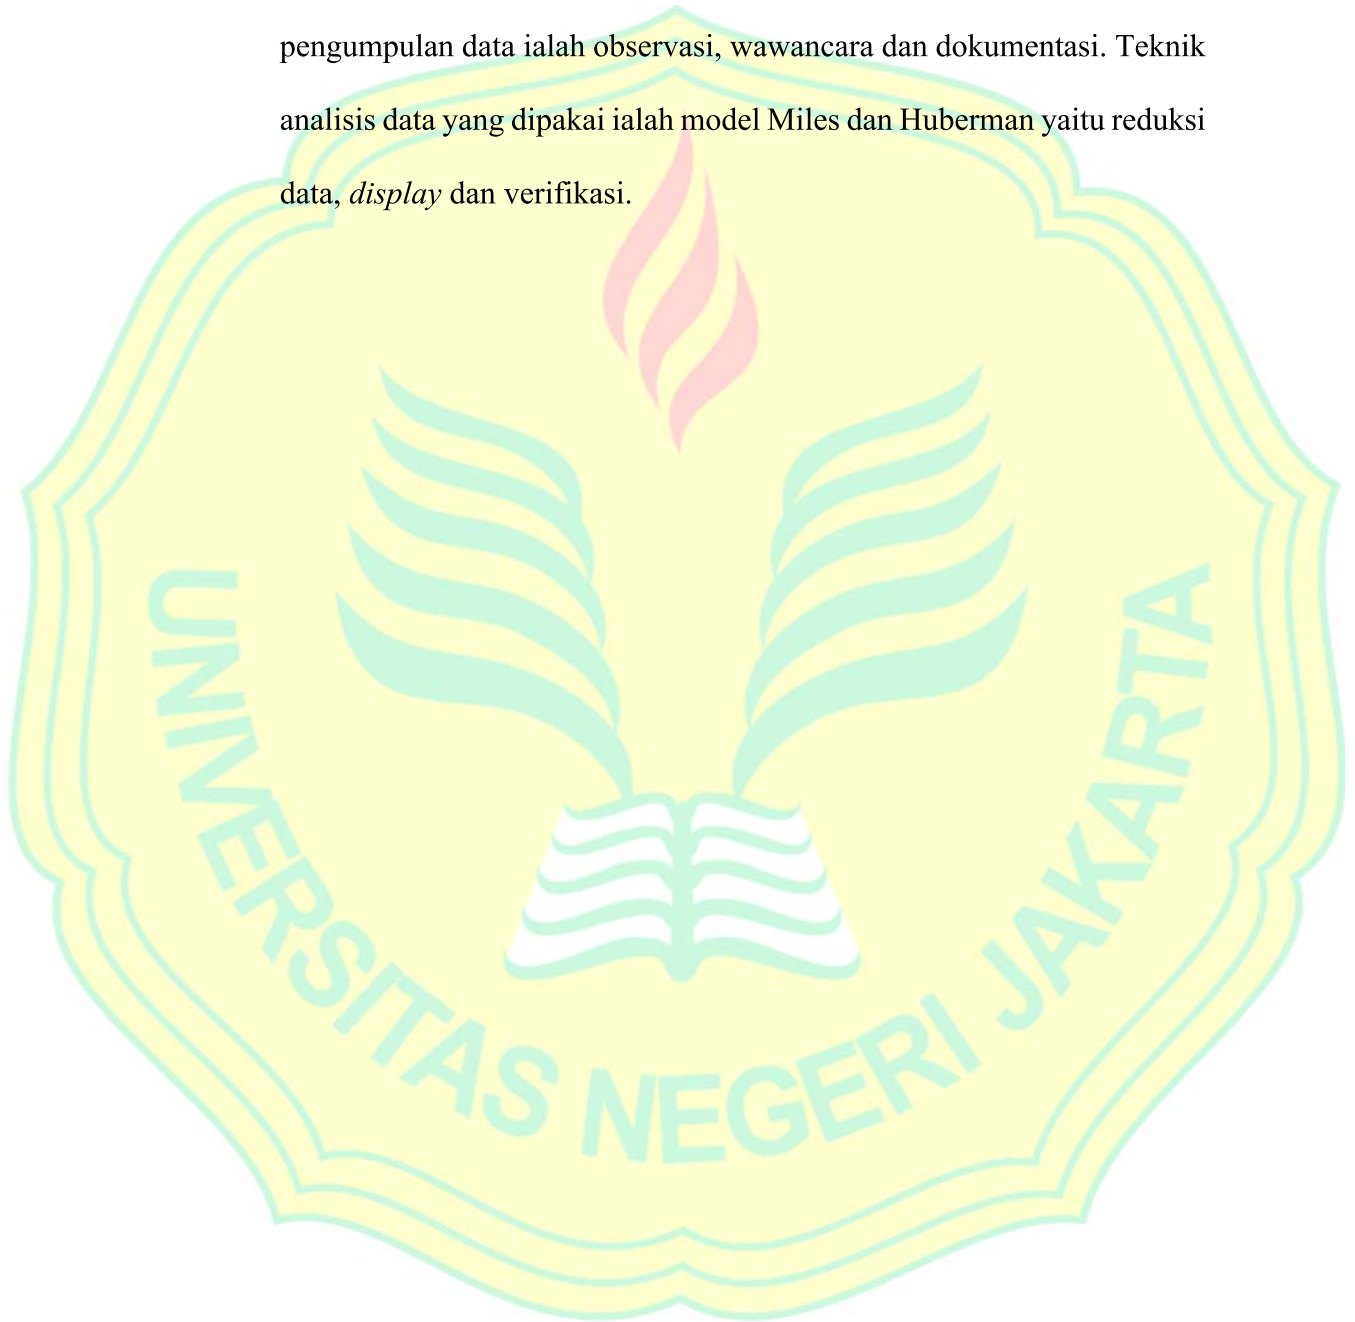 pengumpulan data ialah observasi, wawancara dan dokumentasi. Teknik
analisis data yang dipakai ialah model Miles dan Huberman yaitu reduksi
data, display dan verifikasi.
UNIVERSITAS NEGERI JAKARTA